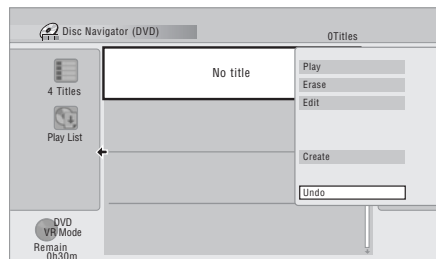 Disc Navigator (DVD)
0Titles
4 Titles
Play List
No title
Play
Erase
Edit
Create
Undo
DVD
VR Mode
Remain
0h30m